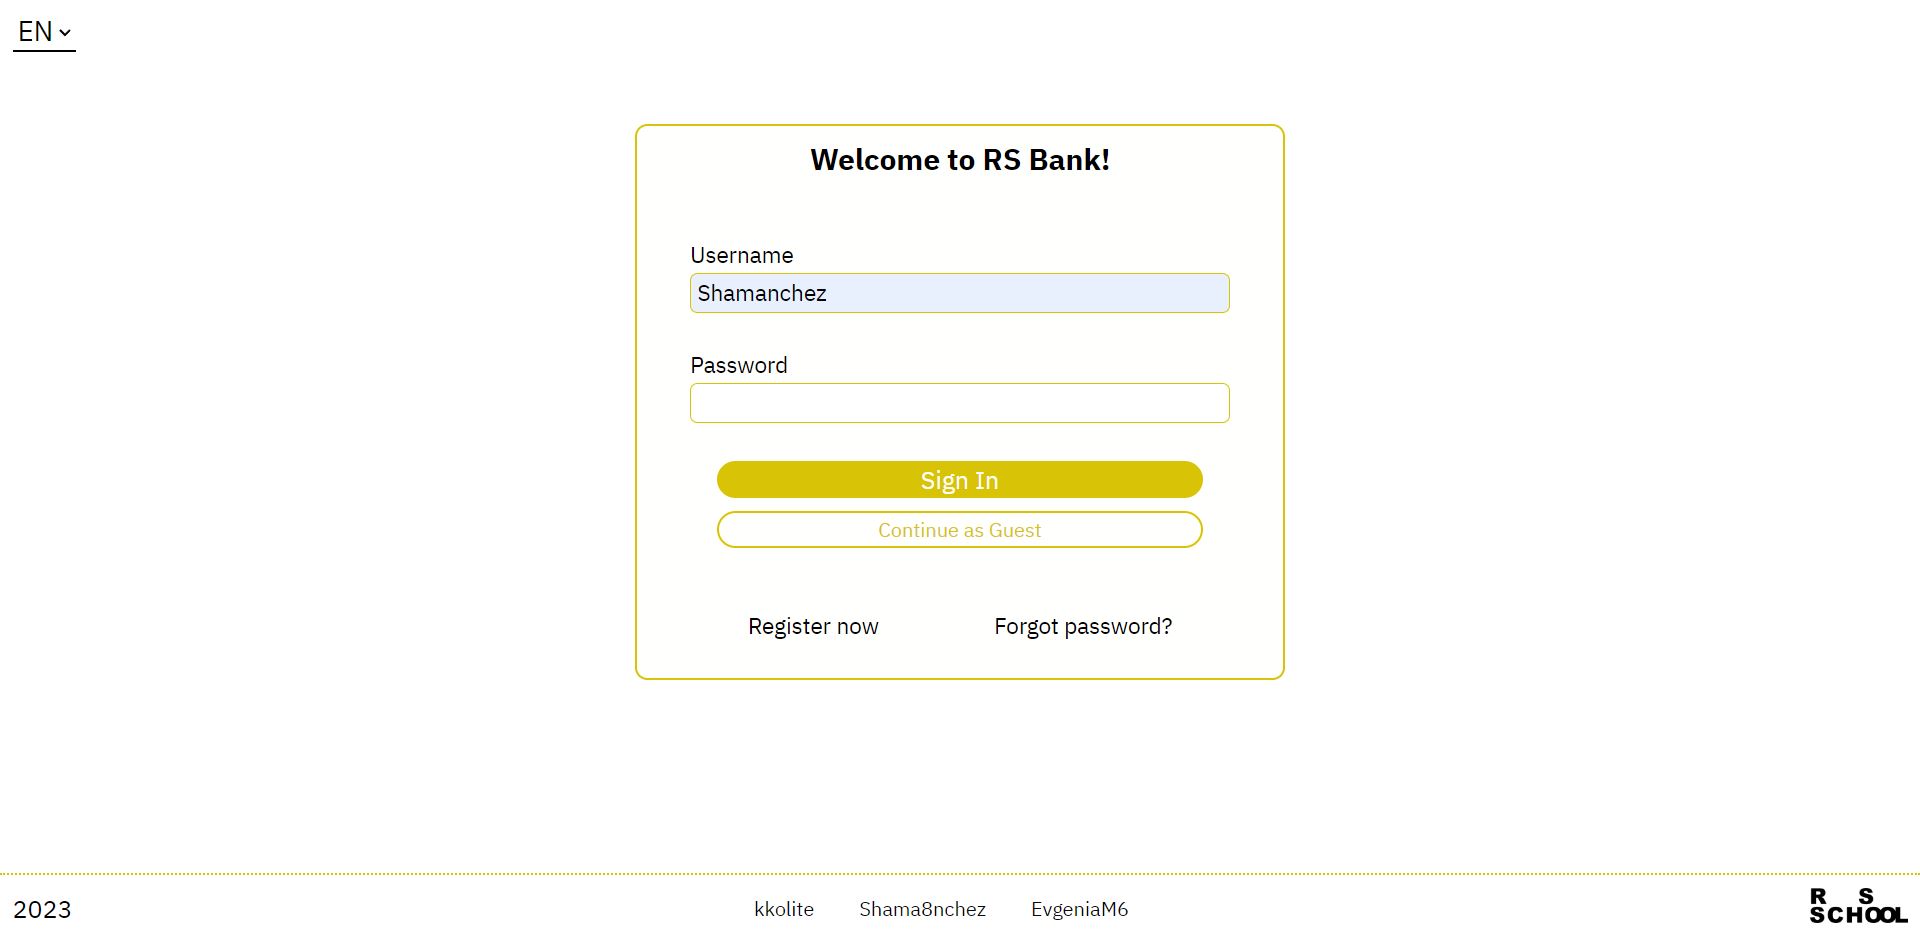 EN
Welcome to RS Bank!
Username
Shamanchez
Password
Sign In
Continue as Guest
Register now Forgot password?
2023 kkolite Shama8nchez EvgeniaM6
R S
SCHOOL